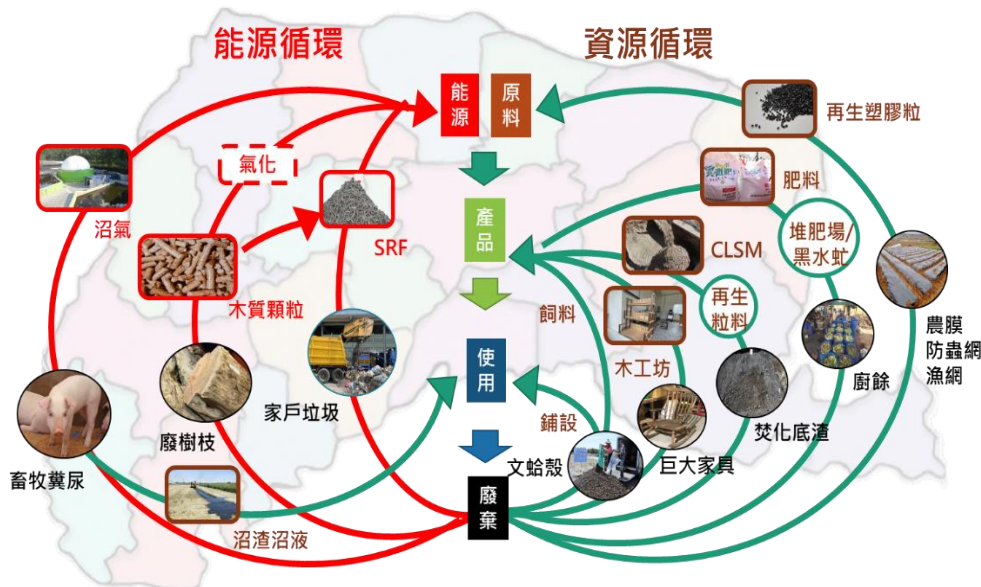 能源循環
資源循環
能源
原料
再生塑膠粒
氣化
肥料
沼氣
SRF
產品
堆肥場/
黑水虻
CLSM
木質顆粒
飼料
再生
粒料
農膜
防蟲網
漁網
使用
木工坊
廚餘
家戶垃圾
廢樹枝
鋪設
焚化底渣
畜牧糞尿
文蛤殼
巨大家具
廢棄
沼渣沼液